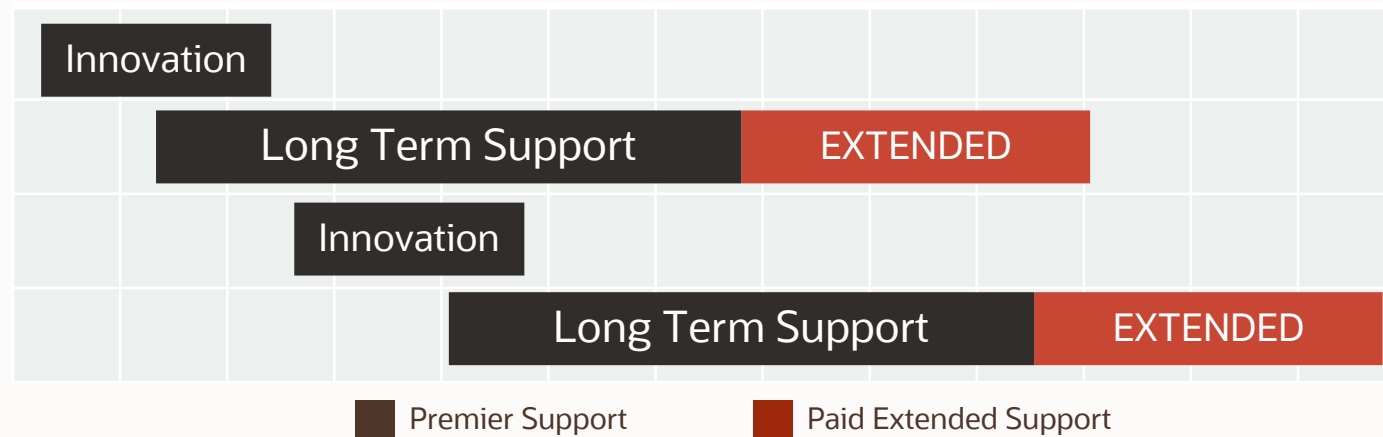 Innovation
Long Term Support EXTENDED
Innovation
Long Term Support EXTENDED
Premier Support Paid Extended Support